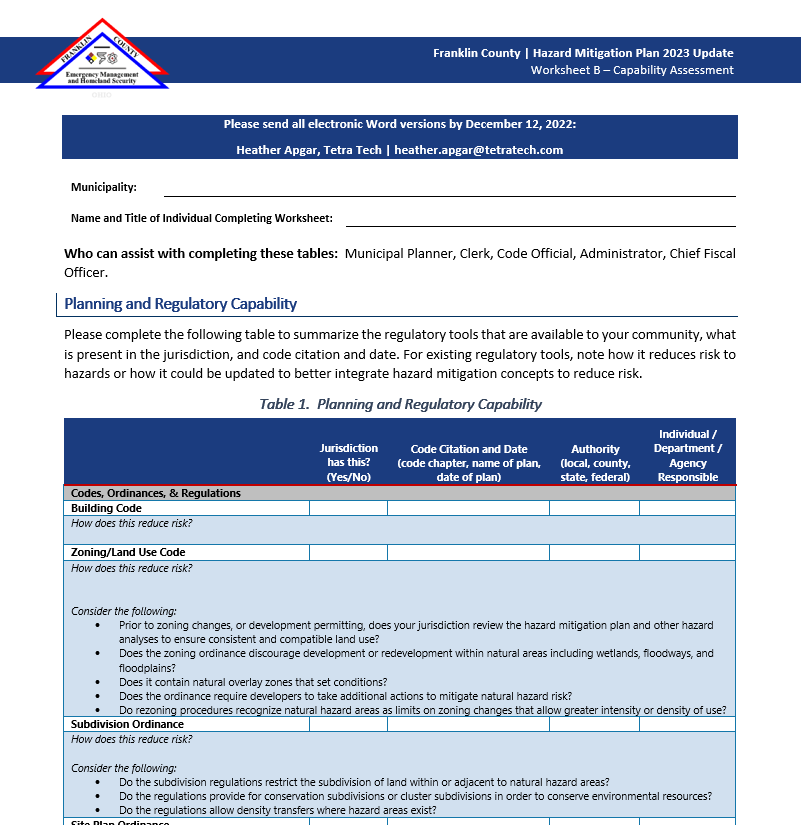 FRANKLIN COUNTY
Emergency Management
and Homeland Security
OHIO
Franklin County | Hazard Mitigation Plan 2023 Update
Worksheet B – Capability Assessment
Please send all electronic Word versions by December 12, 2022:
Heather Apgar, Tetra Tech | heather.apgar@tetratech.com
Municipality:
Name and Title of Individual Completing Worksheet:
Who can assist with completing these tables: Municipal Planner, Clerk, Code Official, Administrator, Chief Fiscal
Officer.
Planning and Regulatory Capability
Please complete the following table to summarize the regulatory tools that are available to your community, what
is present in the jurisdiction, and code citation and date. For existing regulatory tools, note how it reduces risk to
hazards or how it could be updated to better integrate hazard mitigation concepts to reduce risk.
Table 1. Planning and Regulatory Capability
Jurisdiction
has this?
(Yes/No)
Code Citation and Date
(code chapter, name of plan,
date of plan)
Authority
(local, county,
state, federal)
Individual /
Department /
Agency
Responsible
Codes, Ordinances, & Regulations
Building Code
How does this reduce risk?
Zoning/Land Use Code
How does this reduce risk?
Consider the following:
• Prior to zoning changes, or development permitting, does your jurisdiction review the hazard mitigation plan and other hazard
analyses to ensure consistent and compatible land use?
• Does the zoning ordinance discourage development or redevelopment within natural areas including wetlands, floodways, and
floodplains?
• Does it contain natural overlay zones that set conditions?
• Does the ordinance require developers to take additional actions to mitigate natural hazard risk?
• Do rezoning procedures recognize natural hazard areas as limits on zoning changes that allow greater intensity or density of use?
Subdivision Ordinance
How does this reduce risk?
Consider the following:
• Do the subdivision regulations restrict the subdivision of land within or adjacent to natural hazard areas?
• Do the regulations provide for conservation subdivisions or cluster subdivisions in order to conserve environmental resources?
• Do the regulations allow density transfers where hazard areas exist?
Site Plan Ordinance